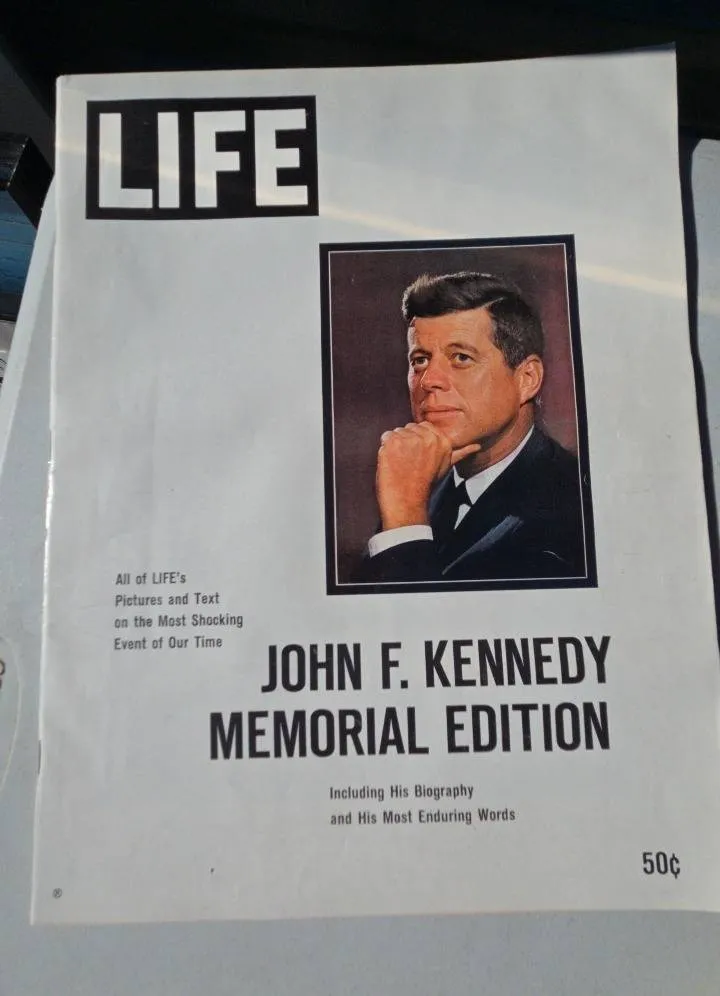 LIFE
All of LIFE's
Pictures and Text
on the Most Shocking
Event of Our Time
JOHN F. KENNEDY
MEMORIAL EDITION
Including His Biography
and His Most Enduring Words
50¢
®